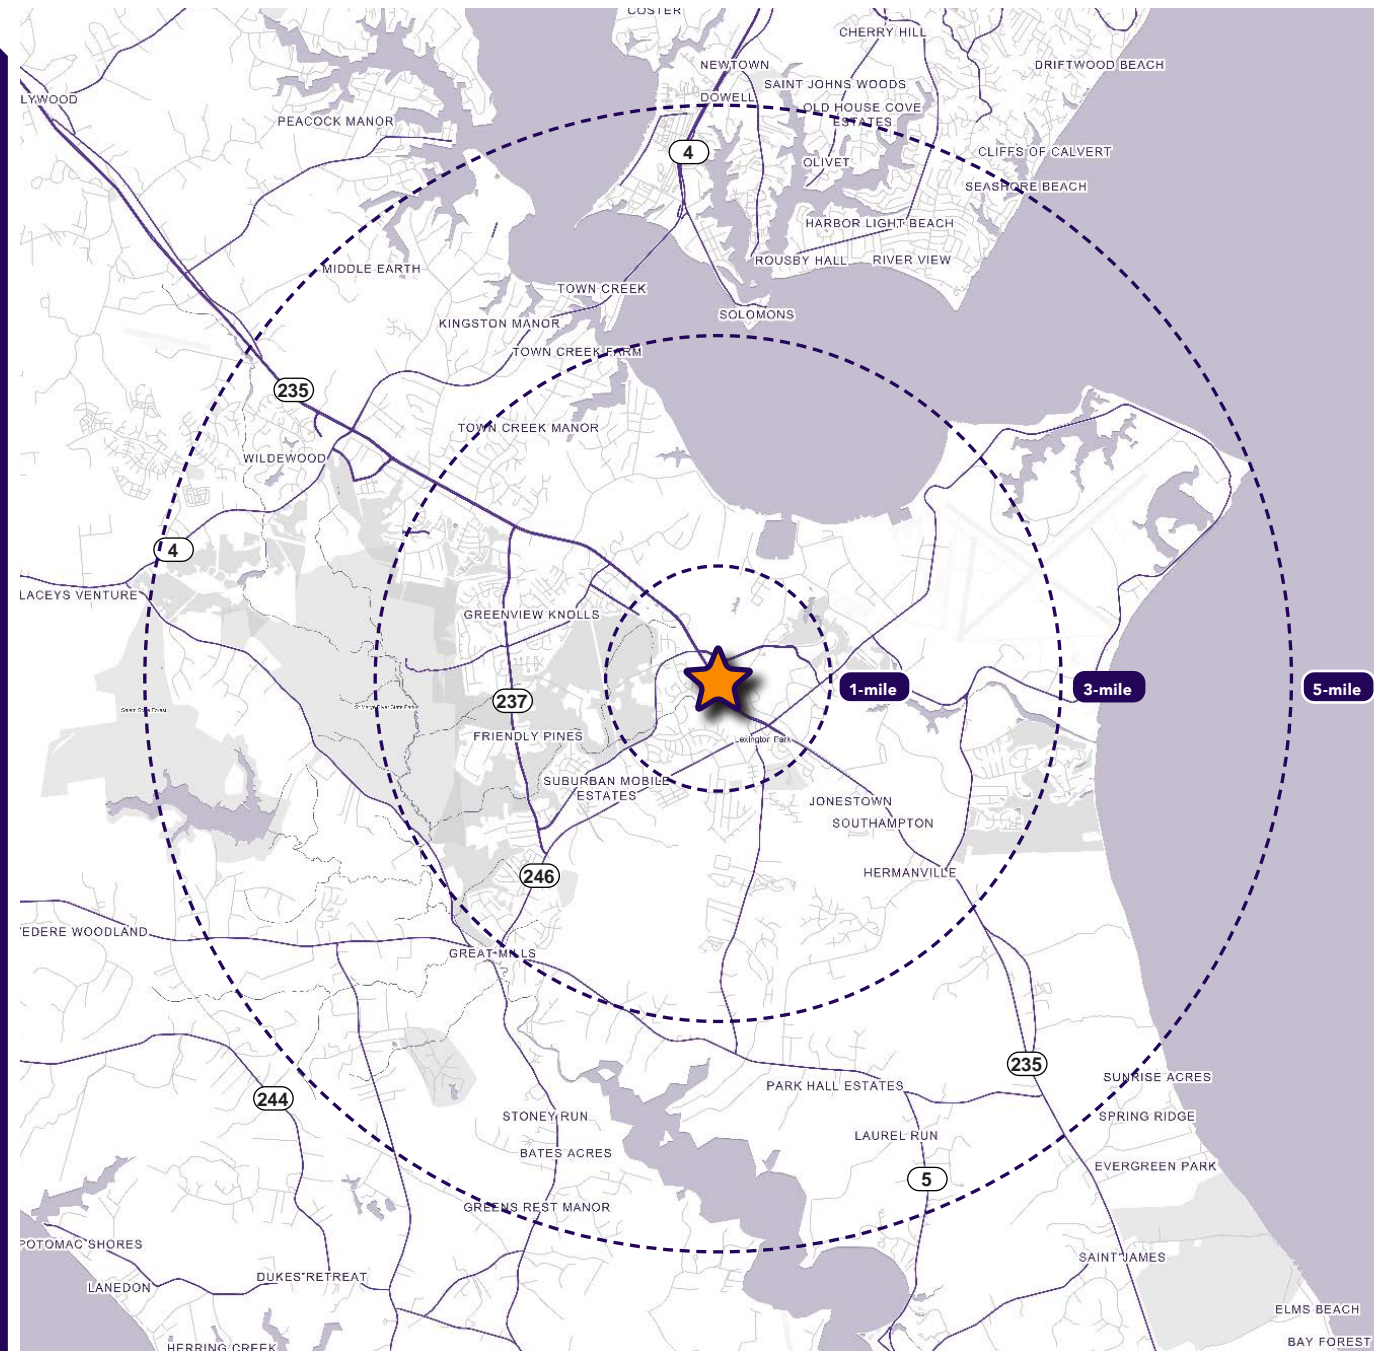 COSTER
CHERRY HILL
NEWTOWN
DRIFTWOOD BEACH
SAINT JOHNS WOODS
LYWOOD
DOWELL
OLD HOUSE COVE
ESTATES
PEACOCK MANOR
4
CLIFFS OF CALVERT
OLIVET
SEASHORE BEACH
HARBOR LIGHT BEACH
ROUSBY HALL
RIVER VIEW
MIDDLE EARTH
TOWN CREEK
SOLOMONS
KINGSTON MANOR
TOWN CREEK FARM
235
TOWN CREEK MANOR
WILDEWOOD
4
LACEYS VENTURE
GREENVIEW KNOLLS
1-mile
3-mile
5-mile
237
FRIENDLY PINES
Lexington Park
SUBURBAN MOBILE
ESTATES
JONESTOWN
SOUTHAMPTON
HERMANVILLE
246
EDERE WOODLAND
GREAT MILLS
235
SUNRISE ACRES
PARK HALL ESTATES
244
STONEY RUN
SPRING RIDGE
LAUREL RUN
BATES ACRES
EVERGREEN PARK
5
GREENS REST MANOR
POTOMAC SHORES
SAINT JAMES
DUKES RETREAT
LANEDON
ELMS BEACH
BAY FOREST
HERRING CREEK